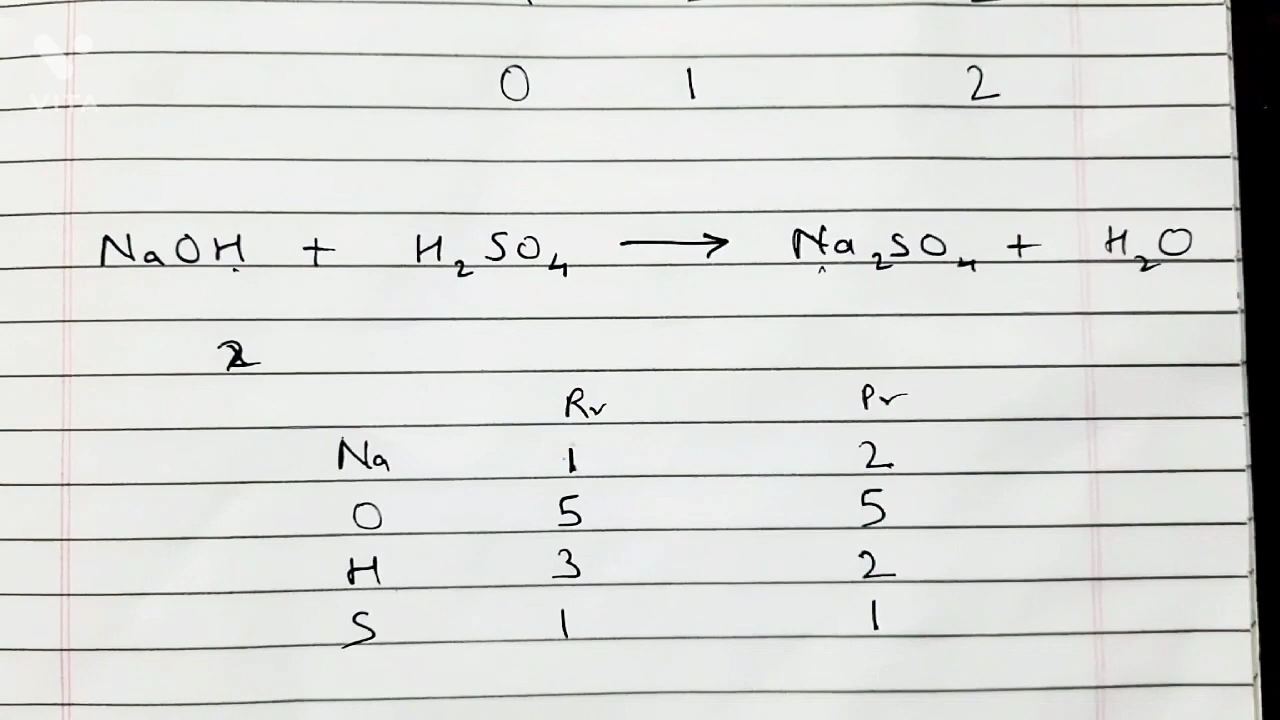 VITA
0 1 2
NaOH + H₂SO₄ → Na₂SO₄ + H₂O
2
Rr Pr
Na 1 2
O 5 5
H 3 2
S 1 1